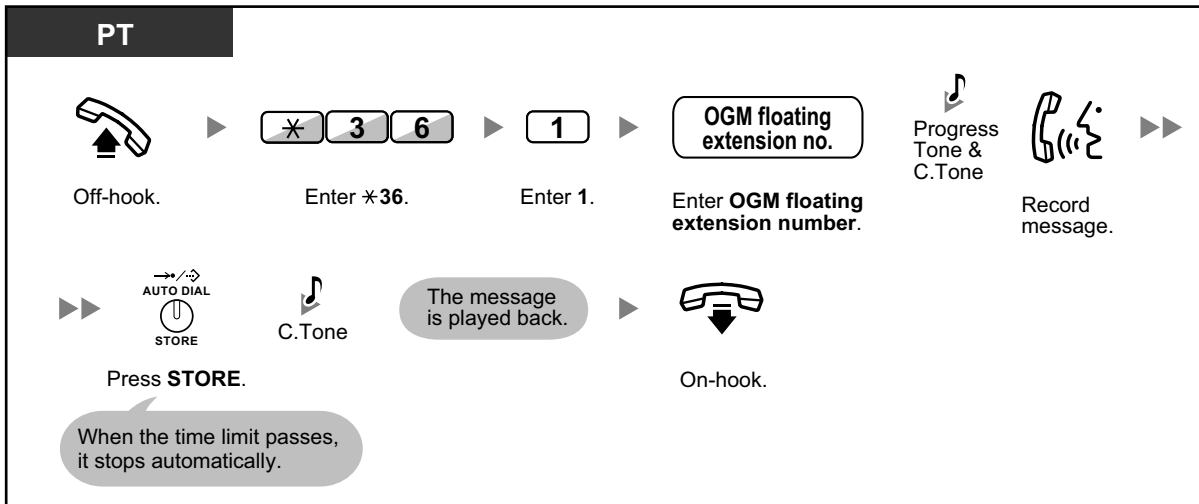 PT
✳ 3 6
1
OGM floating
extension no.
Progress
Tone &
C.Tone
Off-hook.
Enter ✳36.
Enter 1.
Enter OGM floating
extension number.
Record
message.
AUTO DIAL
STORE
C.Tone
The message
is played back.
Press STORE.
On-hook.
When the time limit passes,
it stops automatically.